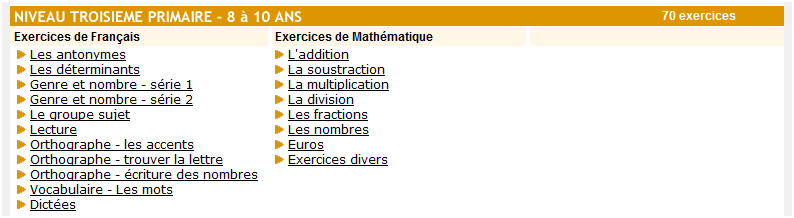 NIVEAU TROISIEME PRIMAIRE - 8 à 10 ANS
70 exercices
Exercices de Français
Les antonymes
Les déterminants
Genre et nombre - série 1
Genre et nombre - série 2
Le groupe sujet
Lecture
Orthographe - les accents
Orthographe - trouver la lettre
Orthographe - écriture des nombres
Vocabulaire - Les mots
Dictées
Exercices de Mathématique
L'addition
La soustraction
La multiplication
La division
Les fractions
Les nombres
Euros
Exercices divers